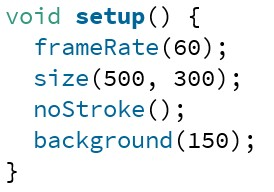 void setup() {
  frameRate(60);
  size(500, 300);
  noStroke();
  background(150);
}